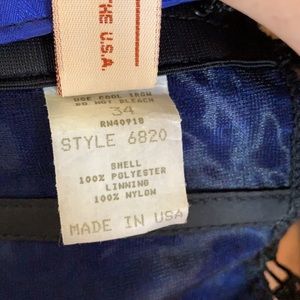 THE U.S.A.
USE COOL IRON
DO NOT BLEACH
34
RN40918
STYLE 6820
SHELL
100% POLYESTER
LINNING
100% NYLON
MADE IN USA